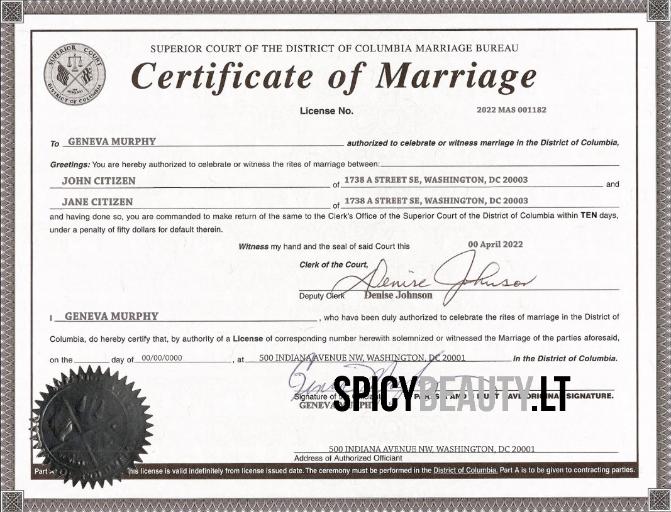 SUPERIOR COURT
DISTRICT OF COLUMBIA
SUPERIOR COURT OF THE DISTRICT OF COLUMBIA MARRIAGE BUREAU
Certificate of Marriage
License No. 2022 MAS 001182
To GENEVA MURPHY authorized to celebrate or witness marriage in the District of Columbia,
Greetings: You are hereby authorized to celebrate or witness the rites of marriage between:
JOHN CITIZEN of 1738 A STREET SE, WASHINGTON, DC 20003 and
JANE CITIZEN of 1738 A STREET SE, WASHINGTON, DC 20003
and having done so, you are commanded to make return of the same to the Clerk's Office of the Superior Court of the District of Columbia within TEN days,
under a penalty of fifty dollars for default therein.
Witness my hand and the seal of said Court this 00 April 2022
Clerk of the Court,
Denise Johnson
Deputy Clerk Denise Johnson
I GENEVA MURPHY , who have been duly authorized to celebrate the rites of marriage in the District of
Columbia, do hereby certify that, by authority of a License of corresponding number herewith solemnized or witnessed the Marriage of the parties aforesaid,
on the day of 00/00/0000 , at 500 INDIANA AVENUE NW, WASHINGTON, DC 20001 in the District of Columbia.
Signature of SIGNATURE.
GENEVA
SPICYBEAUTY.LT
500 INDIANA AVENUE NW, WASHINGTON, DC 20001
Address of Authorized Officiant
Part license is valid indefinitely from license issued date. The ceremony must be performed in the District of Columbia. Part A is to be given to contracting parties.